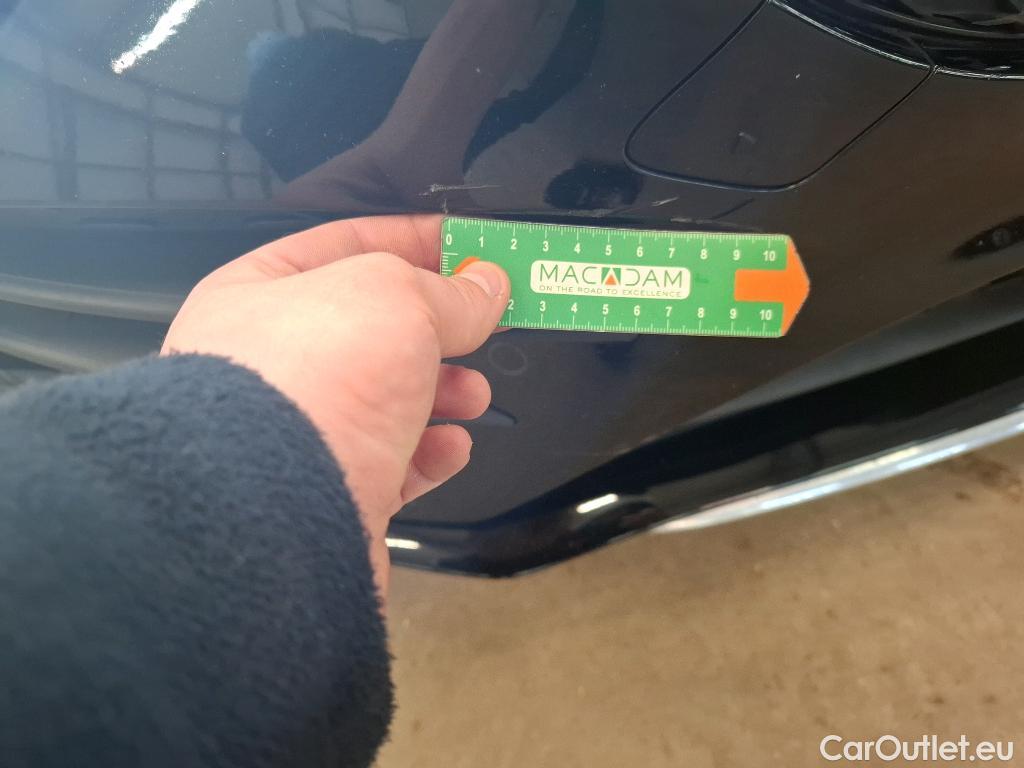 0 1 2 3 4 5 6 7 8 9 10
MACADAM
ON THE ROAD TO EXCELLENCE
2 3 4 5 6 7 8 9 10
CarOutlet.eu